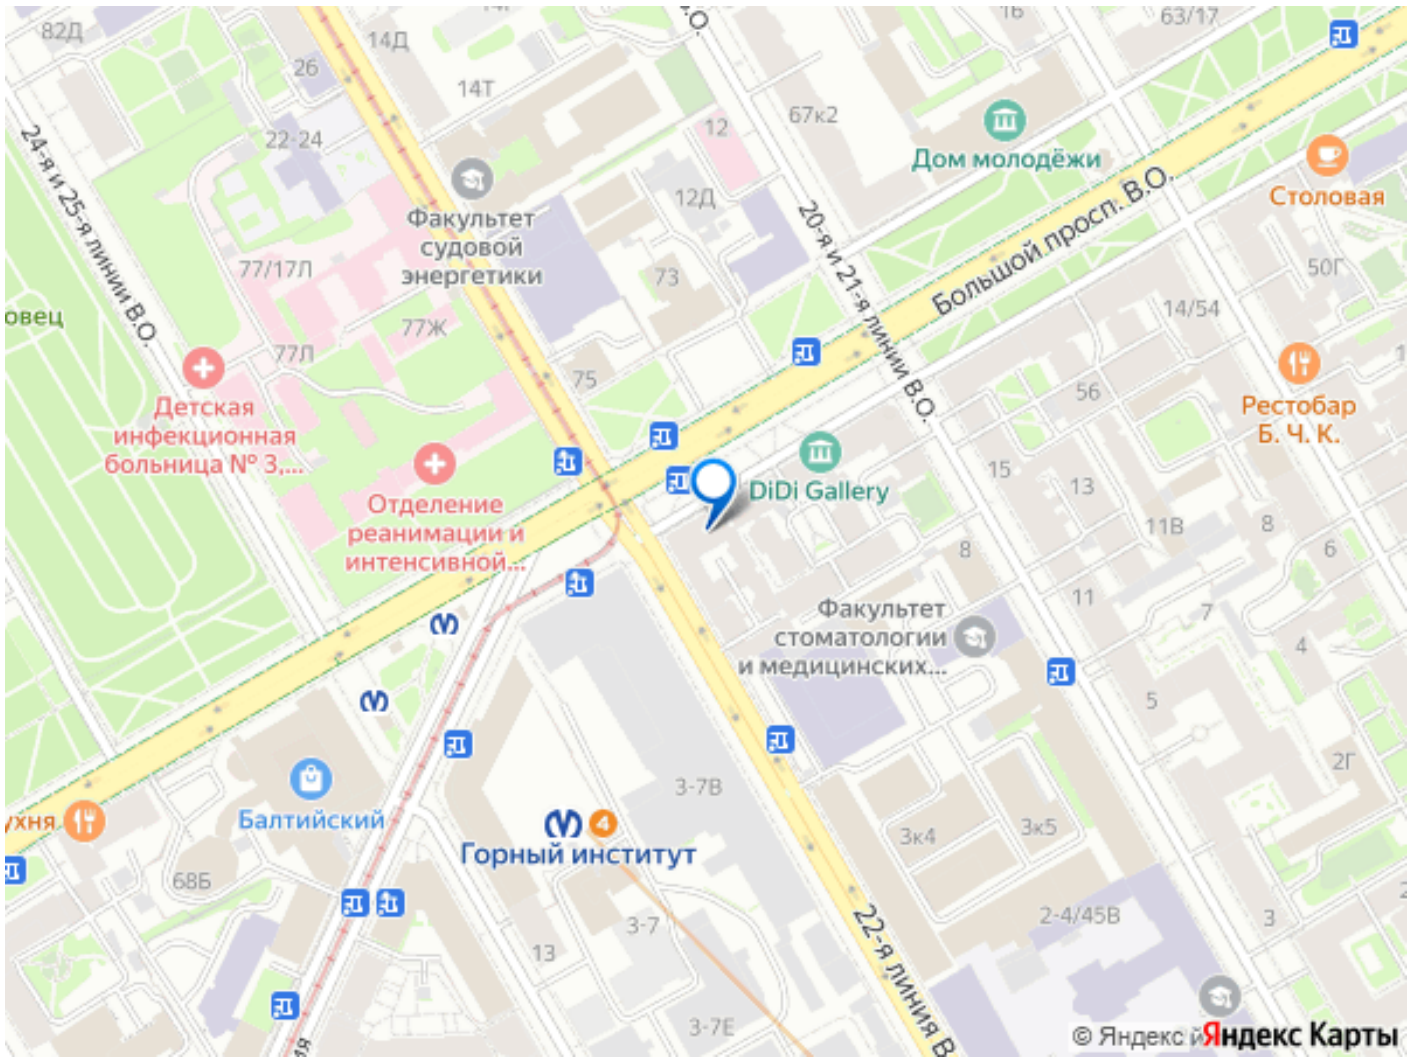 82Д
26
14Д
14Т
22-24
24-я и 25-я линии В.О.
77/17Л
77Ж
77Л
Факультет
судовой
энергетики
В.О.
12
12Д
67к2
16
63/17
Дом молодёжи
Столовая
50Г
Большой просп. В.О.
20-я и 21-я линии В.О.
73
75
14/54
56
Рестобар
Б. Ч. К.
овец
Детская
инфекционная
больница № 3,...
Отделение
реанимации и
интенсивной...
DiDi Gallery
15
13
11В
8
6
8
11
7
4
5
2Г
Факультет
стоматологии
и медицинских...
Балтийский
ухня
68Б
4
Горный институт
3-7В
3к4
3к5
3-7
13
3-7Е
22-я линия В
2-4/45В
3
2
ия
© Яндекс й
Яндекс Карты